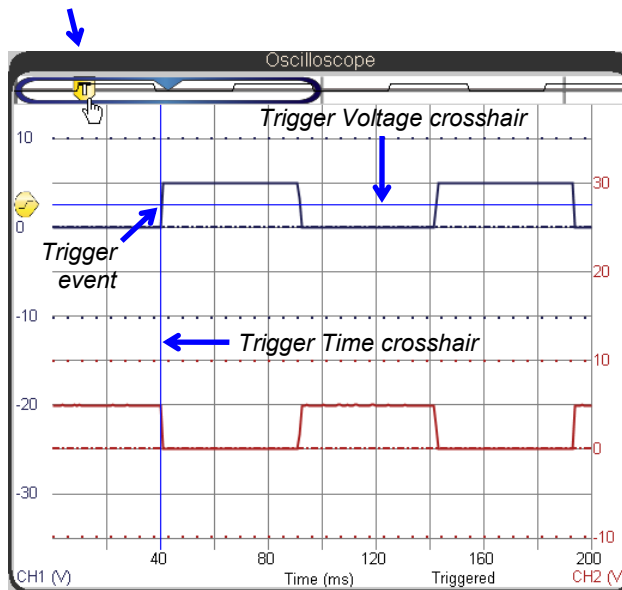 Oscilloscope
T
Trigger Voltage crosshair
10
30
0
Trigger
event
20
-10
Trigger Time crosshair
10
-20
0
-30
-10
40 80 120 160 200
CH1 (V) Time (ms) Triggered CH2 (V